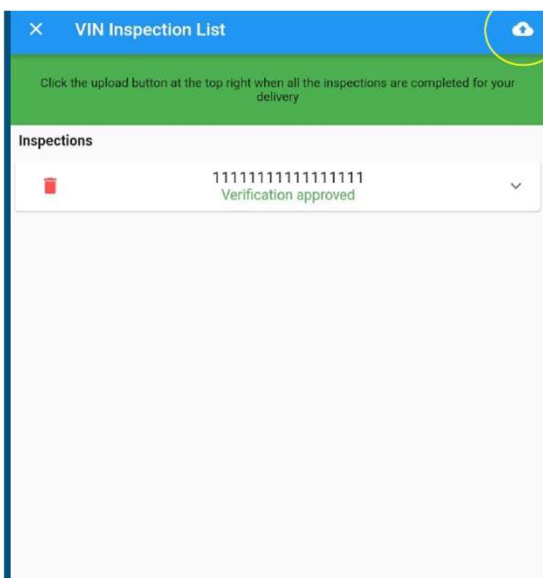 VIN Inspection List
Click the upload button at the top right when all the inspections are completed for your
delivery
Inspections
11111111111111111
Verification approved